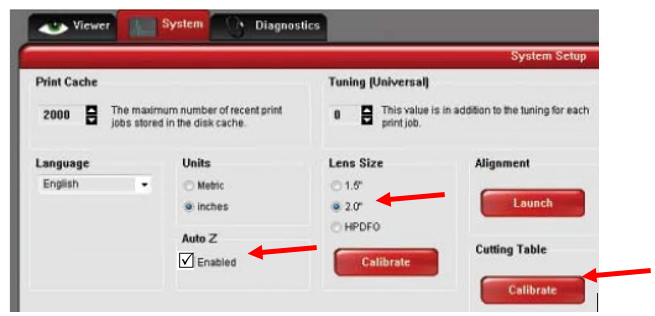 Viewer
System
Diagnostics
System Setup
Print Cache
2000
The maximum number of recent print
jobs stored in the disk cache.
Tuning (Universal)
0
This value is in addition to the tuning for each
print job.
Language
English
Units
Metric
inches
Auto Z
Enabled
Lens Size
1.5"
2.0"
HPDFO
Calibrate
Alignment
Launch
Cutting Table
Calibrate